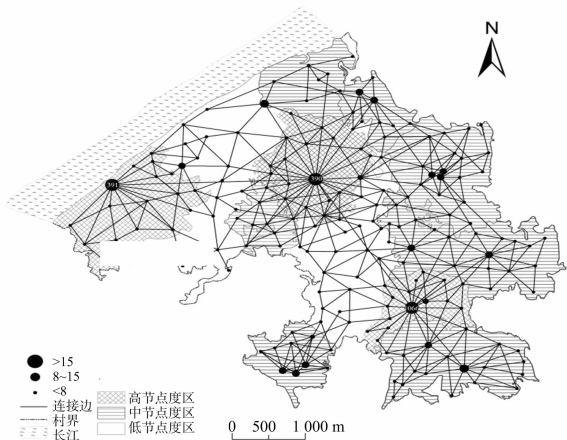 N
391
390
066
>15
8~15
<8
连接边
村界
长江
高节点度区
中节点度区
低节点度区
0 500 1 000 m